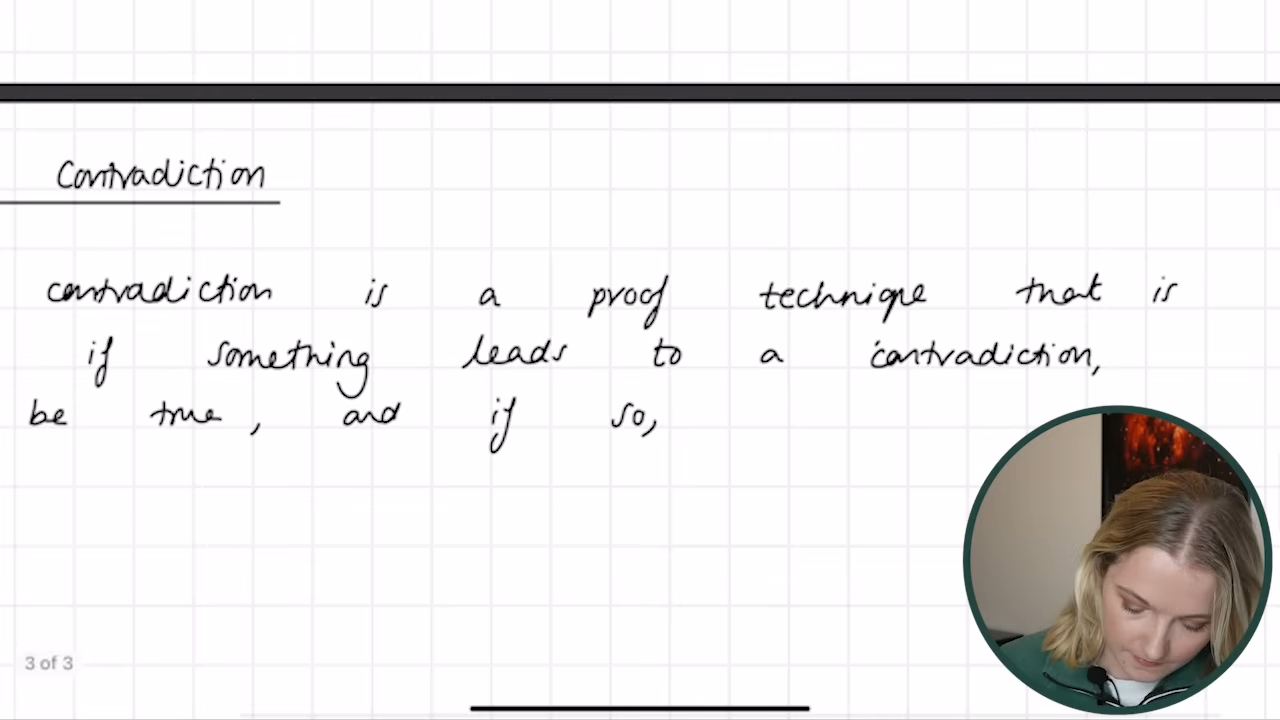 Contradiction
contradiction is a proof technique that is
if something leads to a contradiction,
be true, and if so,
3 of 3